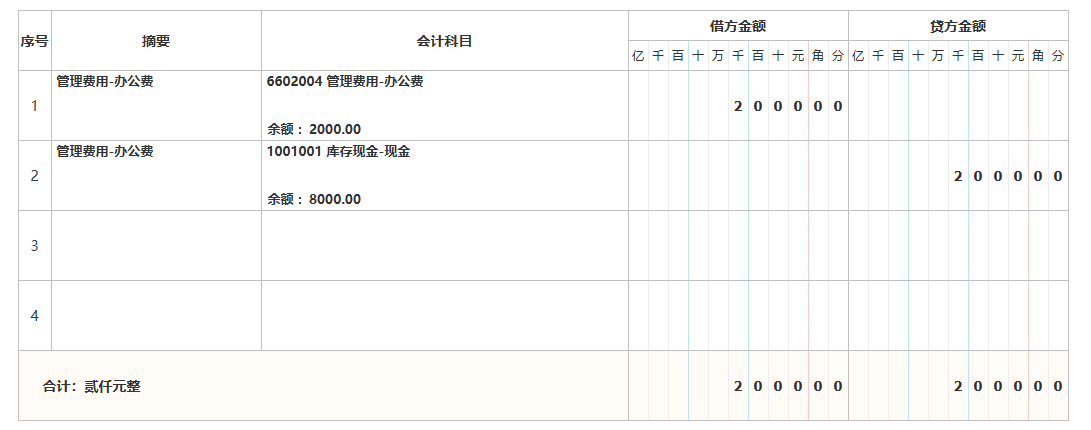 序号 摘要 会计科目 借方金额 贷方金额
亿 千 百 十 万 千 百 十 元 角 分 亿 千 百 十 万 千 百 十 元 角 分
1 管理费用-办公费 6602004 管理费用-办公费 2 0 0 0 0 0
余额： 2000.00
2 管理费用-办公费 1001001 库存现金-现金 2 0 0 0 0 0
余额： 8000.00
3
4
合计：贰仟元整 2 0 0 0 0 0 2 0 0 0 0 0